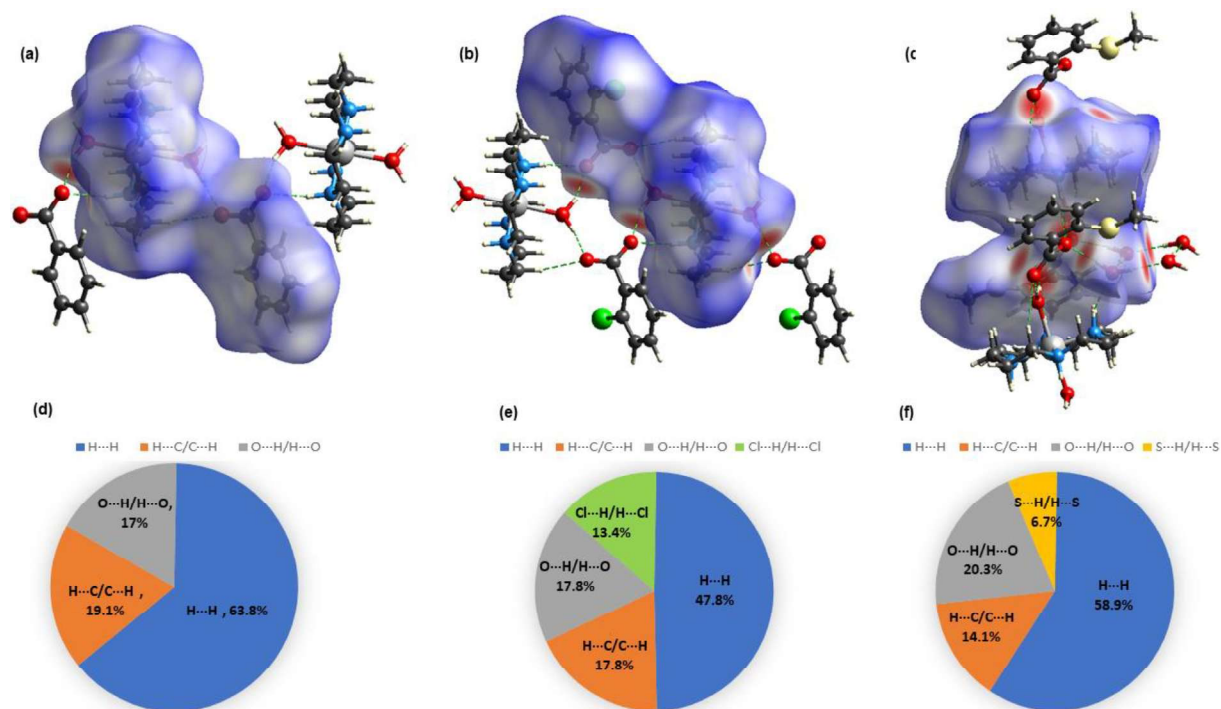 (a)
(b)
(c
(d)
H···H H···C/C···H O···H/H···O
O···H/H···O,
17%
H···C/C···H ,
19.1%
H···H , 63.8%
(e)
H···H H···C/C···H O···H/H···O Cl···H/H···Cl
Cl···H/H···Cl
13.4%
O···H/H···O
17.8%
H···H
47.8%
H···C/C···H
17.8%
(f)
H···H H···C/C···H O···H/H···O S···H/H···S
S···H/H···S
6.7%
O···H/H···O
20.3%
H···H
58.9%
H···C/C···H
14.1%